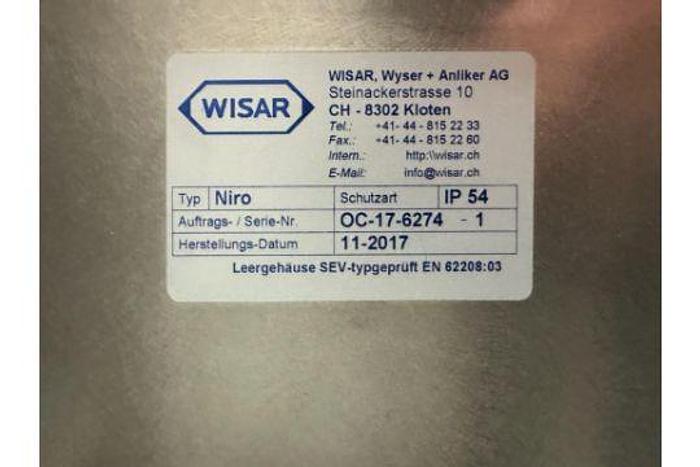 WISAR
WISAR, Wyser + Anliker AG
Steinackerstrasse 10
CH - 8302 Kloten
Tel.: +41- 44 - 815 22 33
Fax.: +41- 44 - 815 22 60
Intern.: http:\\wisar.ch
E-Mail: info@wisar.ch
Typ Niro Schutzart IP 54
Auftrags- / Serie-Nr. OC-17-6274 - 1
Herstellungs-Datum 11-2017
Leergehäuse SEV-typgeprüft EN 62208:03